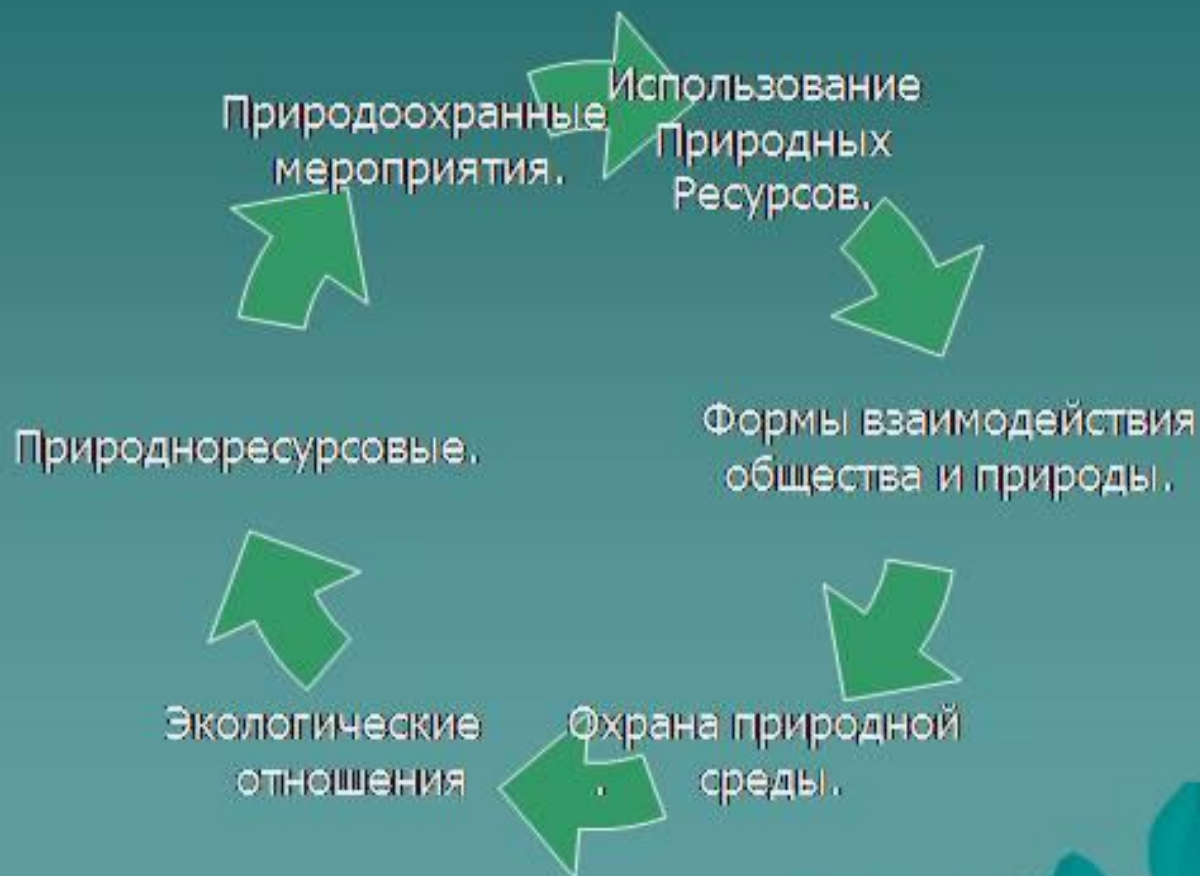 Природоохранные
мероприятия.
Использование
Природных
Ресурсов.
Формы взаимодействия
общества и природы.
Охрана природной
среды.
Экологические
отношения .
Природноресурсовые.